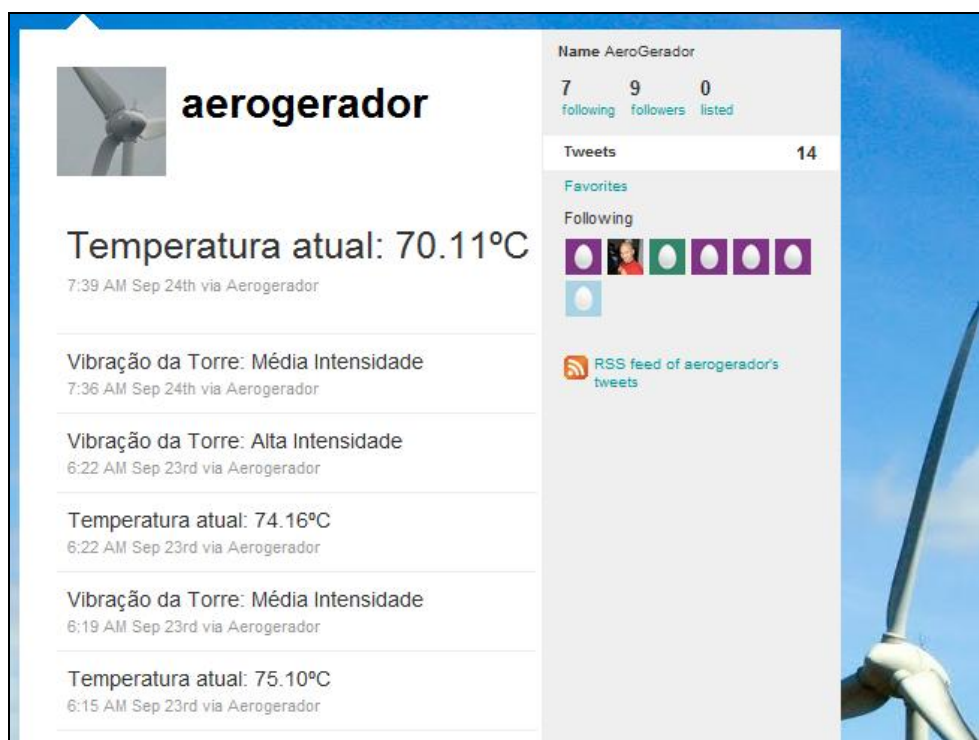 aerogerador
Temperatura atual: 70.11ºC
7:39 AM Sep 24th via Aerogerador
Vibração da Torre: Média Intensidade
7:36 AM Sep 24th via Aerogerador
Vibração da Torre: Alta Intensidade
6:22 AM Sep 23rd via Aerogerador
Temperatura atual: 74.16ºC
6:22 AM Sep 23rd via Aerogerador
Vibração da Torre: Média Intensidade
6:19 AM Sep 23rd via Aerogerador
Temperatura atual: 75.10ºC
6:15 AM Sep 23rd via Aerogerador
Name AeroGerador
7 9 0
following followers listed
Tweets 14
Favorites
Following
RSS feed of aerogerador's
tweets